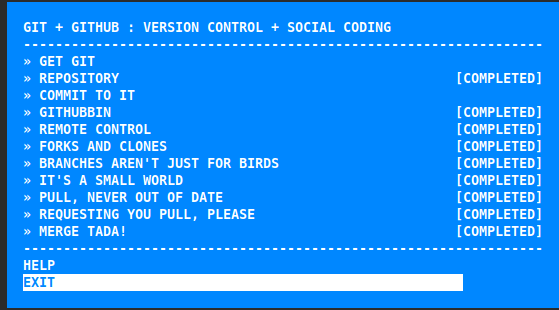 GIT + GITHUB : VERSION CONTROL + SOCIAL CODING
-----------------------------------------------------------------
» GET GIT
» REPOSITORY [COMPLETED]
» COMMIT TO IT
» GITHUBBIN [COMPLETED]
» REMOTE CONTROL [COMPLETED]
» FORKS AND CLONES [COMPLETED]
» BRANCHES AREN'T JUST FOR BIRDS [COMPLETED]
» IT'S A SMALL WORLD [COMPLETED]
» PULL, NEVER OUT OF DATE [COMPLETED]
» REQUESTING YOU PULL, PLEASE [COMPLETED]
» MERGE TADA! [COMPLETED]
-----------------------------------------------------------------
HELP
EXIT